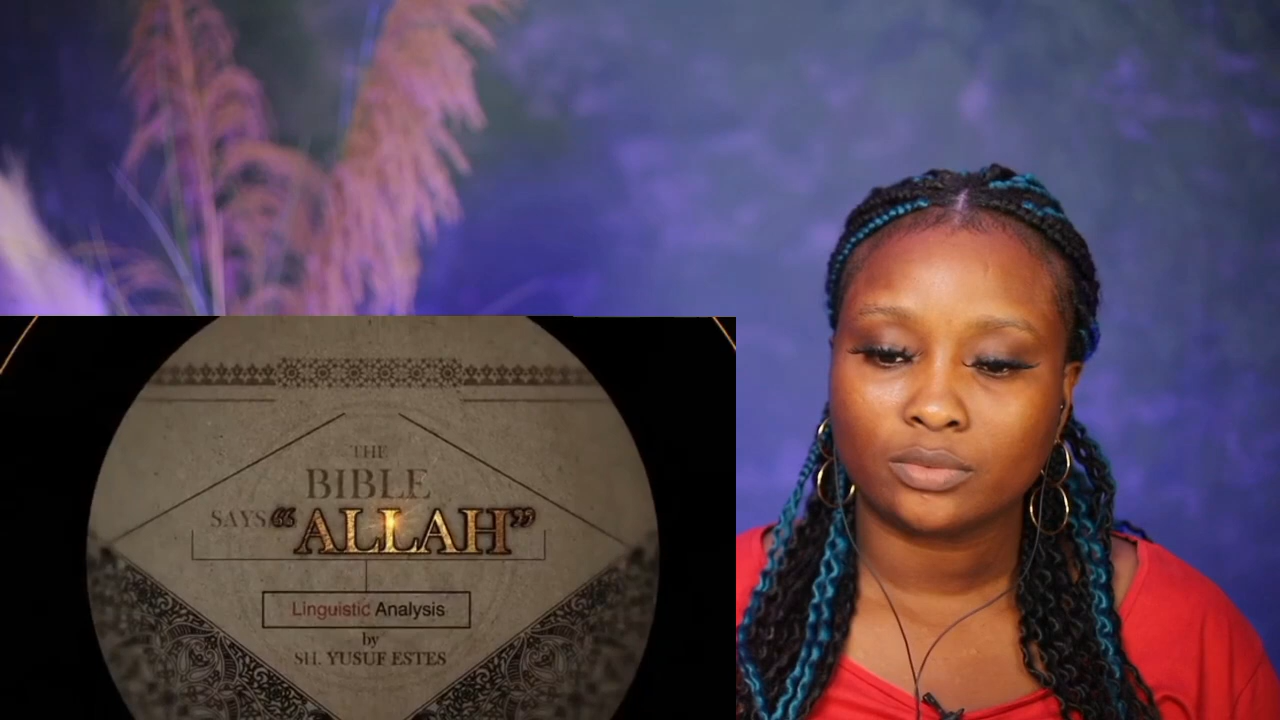 THE
BIBLE
SAYS “ALLAH”
Linguistic Analysis
by
SH. YUSUF ESTES